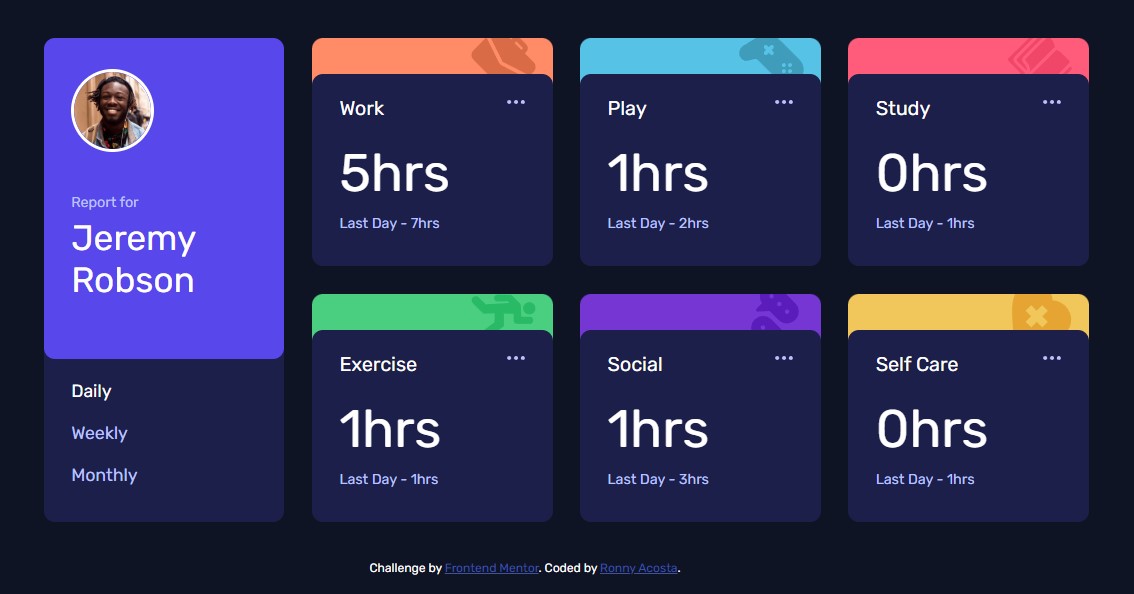 Report for
Jeremy
Robson
Daily
Weekly
Monthly
Work
5hrs
Last Day - 7hrs
Play
1hrs
Last Day - 2hrs
Study
0hrs
Last Day - 1hrs
Exercise
1hrs
Last Day - 1hrs
Social
1hrs
Last Day - 3hrs
Self Care
0hrs
Last Day - 1hrs
Challenge by Frontend Mentor. Coded by Ronny Acosta.